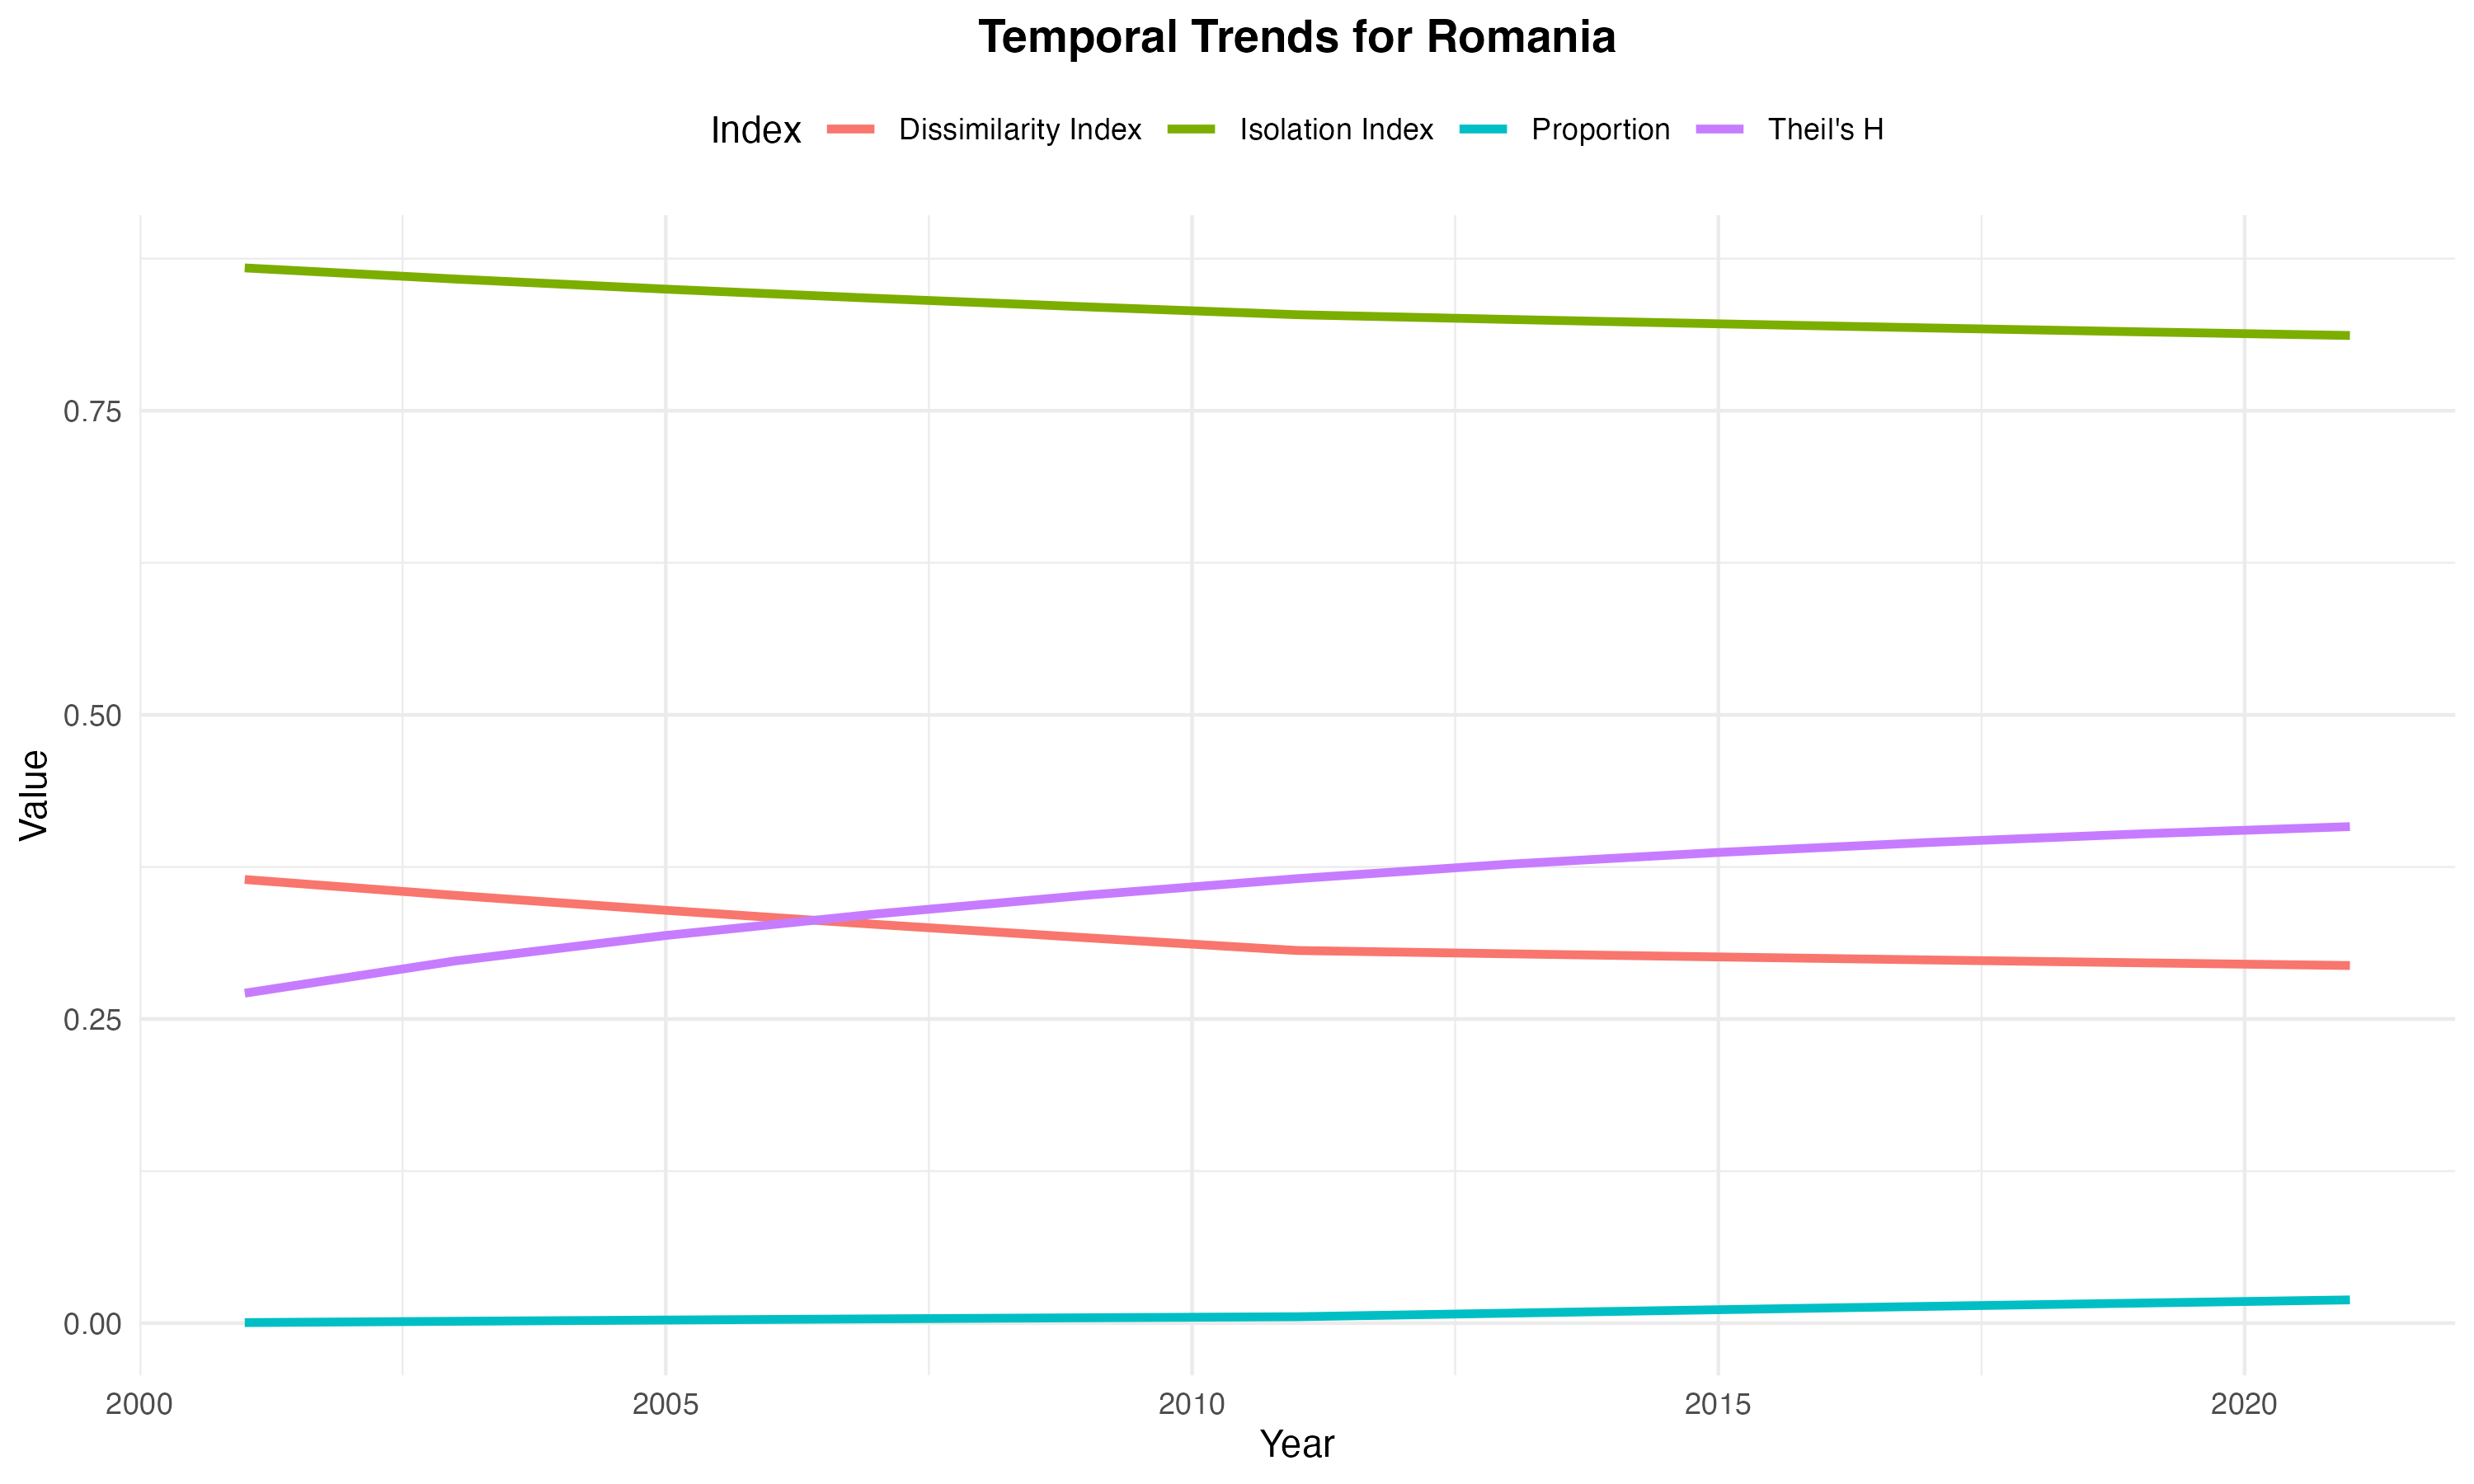 Temporal Trends for Romania
Index Dissimilarity Index Isolation Index Proportion Theil's H
0.75
0.50
0.25
0.00
Value
2000 2005 2010 2015 2020
Year